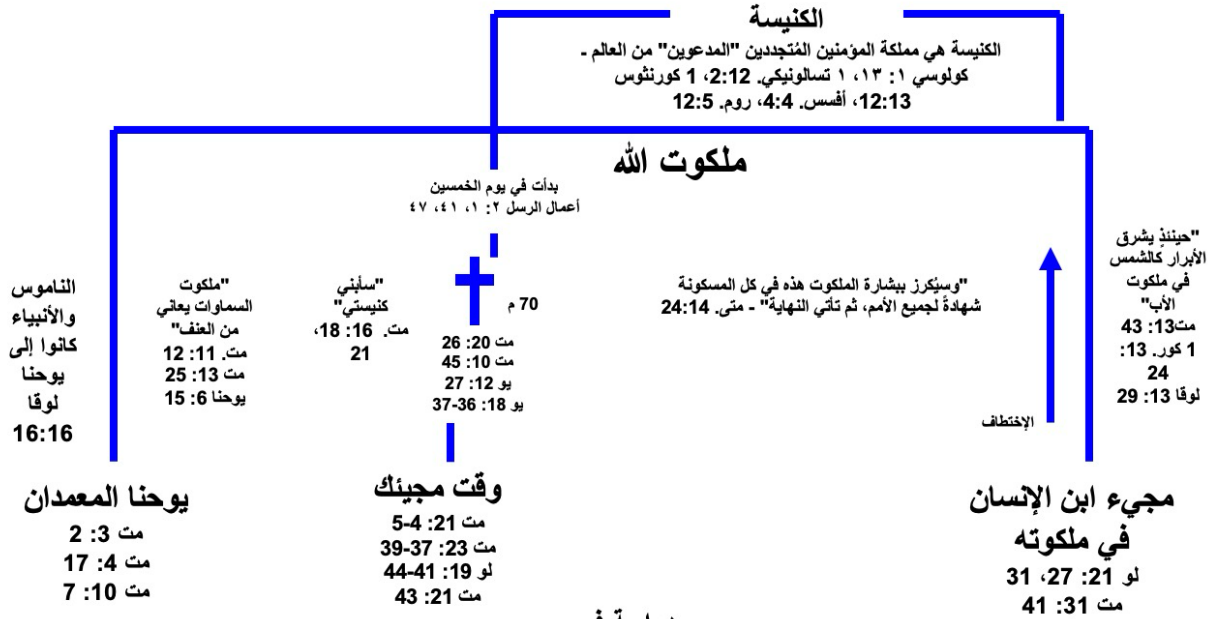 الكنيسة
الكنيسة هي مملكة المؤمنين المُتجددين "المدعوين" من العالم -
كولوسي ١: ١٣، ١ تسالونيكي. 2:12، 1 كورنثوس
12:13، أفسس. 4:4، روم. 12:5
ملكوت الله
بدأت في يوم الخمسين
أعمال الرسل ٢: ١، ٤١، ٤٧
الناموس
والأنبياء
كانوا إلى
يوحنا
لوقا
16:16
"ملكوت
السماوات يعاني
من العنف"
مت. 11: 12
مت 13: 25
يوحنا 6: 15
"سأبني
كنيستي"
مت. 16: 18،
21
70 م
مت 20: 26
مت 10: 45
يو 12: 27
يو 18: 36-37
"وسيُكرز ببشارة الملكوت هذه في كل المسكونة
شهادةً لجميع الأمم، ثم تأتي النهاية" - متى. 24:14
الإختطاف
"حينئذٍ يشرق
الأبرار كالشمس
في ملكوت
الأب"
مت13: 43
1 كور. 13:
24
لوقا 13: 29
يوحنا المعمدان
مت 3: 2
مت 4: 17
مت 10: 7
وقت مجيئك
مت 21: 4-5
مت 23: 37-39
لو 19: 41-44
مت 21: 43
مجيء ابن الإنسان
في ملكوته
لو 21: 27، 31
مت 31: 41